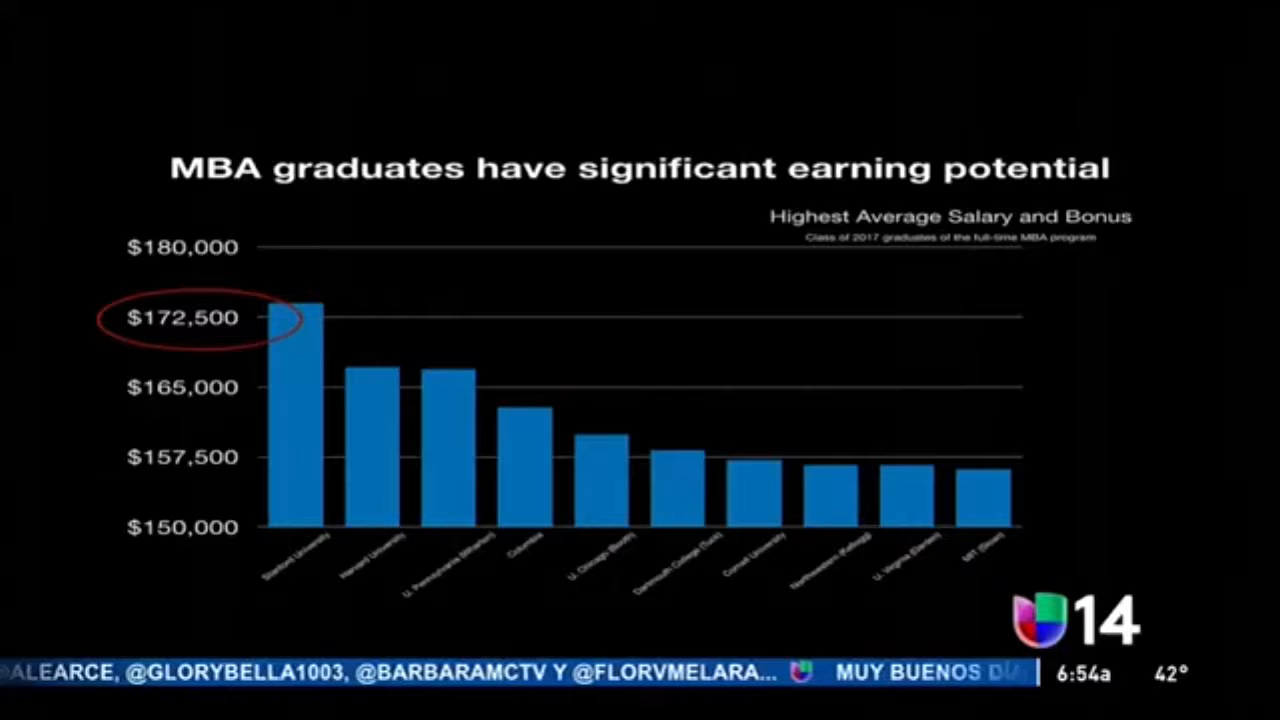 MBA graduates have significant earning potential
Highest Average Salary and Bonus
Class of 2017 graduates of the full-time MBA program
$180,000
$172,500
$165,000
$157,500
$150,000
Stanford University
Harvard University
U. Pennsylvania (Wharton)
Columbia
U. Chicago (Booth)
Dartmouth College (Tuck)
Cornell University
Northwestern (Kellogg)
U. Virginia (Darden)
MIT (Sloan)
14
@ALEARCE, @GLORYBELLA1003, @BARBARAMCTV Y @FLORVMELARA... MUY BUENOS DÍA 6:54a 42°